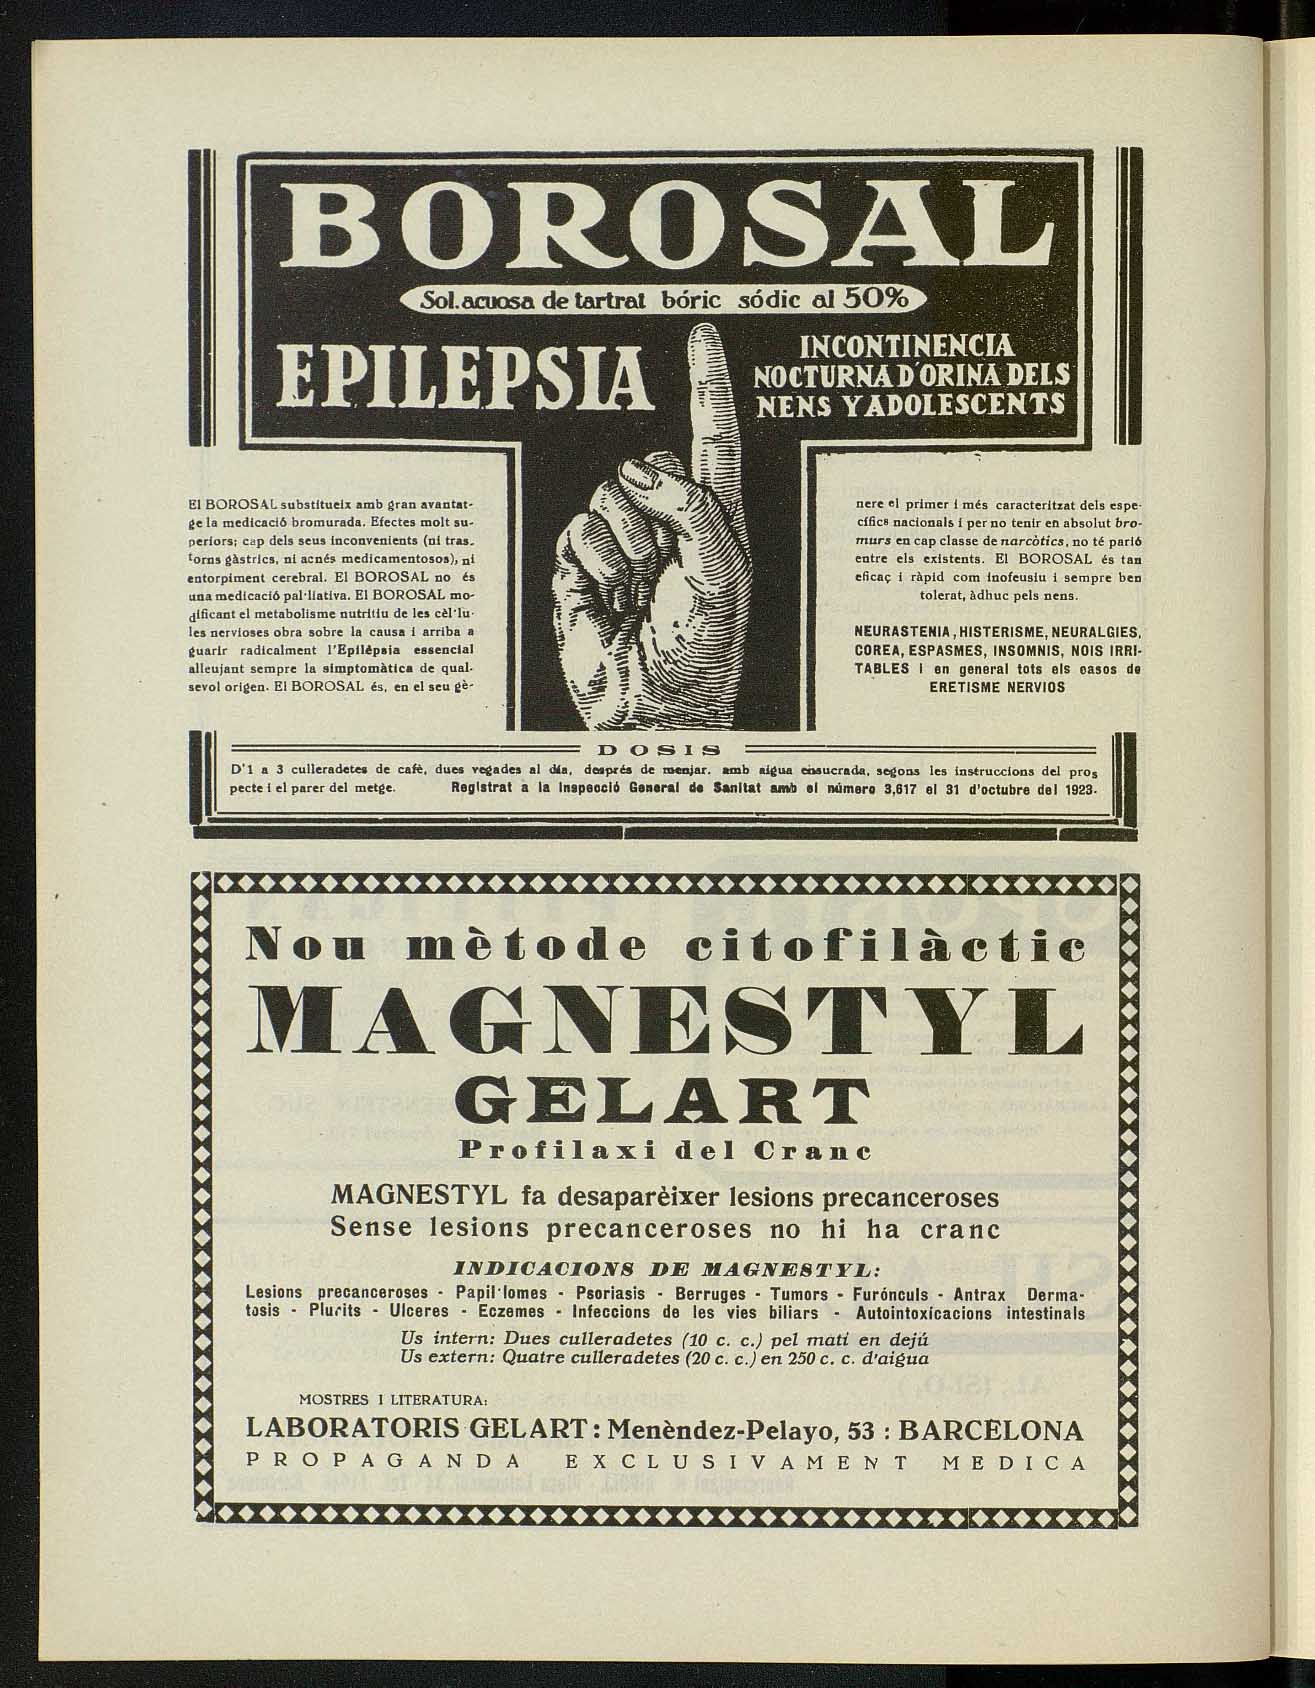 BOROSAL
Sol. acuosa de tartrat bóric sódic al 50%
EPILEPSIA
INCONTINENCIA
NOCTURNA D'ORINA DELS
NENS Y ADOLESCENTS
El BOROSAL substitueix amb gran avantat-
ge la medicació bromurada. Efectes molt su-
periors; cap dels seus inconvenients (ni tras-
torns gàstrics, ni acnés medicamentosos), ni
entorpiment cerebral. El BOROSAL no és
una medicació pal·liativa. El BOROSAL mo-
dificant el metabolisme nutritiu de les cèl·lu-
les nervioses obra sobre la causa i arriba a
guarir radicalment l'Epilépsia essencial
alleujant sempre la simptomàtica de qual-
sevol origen. El BOROSAL és, en el seu gè-
nere el primer i més caracteritzat dels espe-
cífics nacionals i per no tenir en absolut bro-
murs en cap classe de narcòtics, no té parió
entre els existents. El BOROSAL és tan
eficaç i ràpid com inofeusiu i sempre ben
tolerat, àdhuc pels nens.
NEURASTENIA, HISTERISME, NEURALGIES,
COREA, ESPASMES, INSOMNIS, NOIS IRRI-
TABLES I en general tots els casos de
ERETISME NERVIOS
DOSIS
D'1 a 3 culleradetes de cafè, dues vegades al dia, després de menjar, amb aigua ensucrada, segons les instruccions del pros
pecte i el parer del metge. Registrat a la Inspecció General de Sanitat amb el número 3,617 el 31 d'octubre del 1923.
Nou mètode citofilàctic
MAGNESTYL
GELART
Profilaxi del Cranc
MAGNESTYL fa desaparèixer lesions precanceroses
Sense lesions precanceroses no hi ha cranc
INDICACIONS DE MAGNESTYL:
Lesions precanceroses - Papil·lomes - Psoriasis - Berruges - Tumors - Furónculs - Antrax Derma-
tosis - Plurits - Ulceres - Eczemes - Infeccions de les vies biliars - Autointoxicacions intestinals
Us intern: Dues culleradetes (10 c. c.) pel mati en dejú
Us extern: Quatre culleradetes (20 c. c.) en 250 c. c. d'aigua
MOSTRES I LITERATURA:
LABORATORIS GELART: Menèndez-Pelayo, 53 : BARCELONA
PROPAGANDA EXCLUSIVAMENT MEDICA